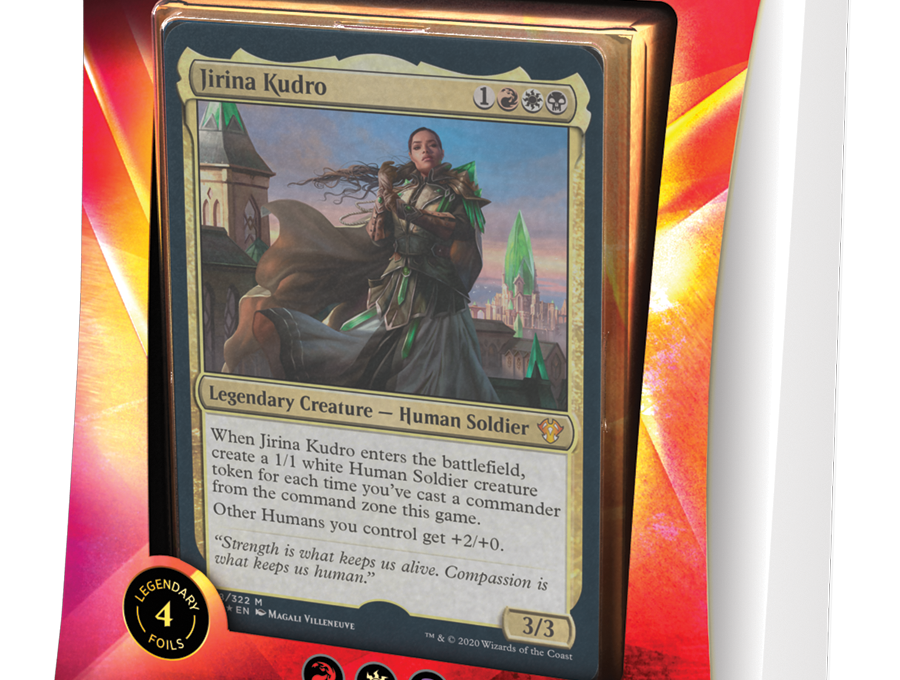 Jirina Kudro
1
Legendary Creature — Human Soldier
When Jirina Kudro enters the battlefield,
create a 1/1 white Human Soldier creature
token for each time you've cast a commander
from the command zone this game.
Other Humans you control get +2/+0.
“Strength is what keeps us alive. Compassion is
what keeps us human.”
/322 M
★ EN MAGALI VILLENEUVE
3/3
™ & © 2020 Wizards of the Coast
LEGENDARY
4
FOILS